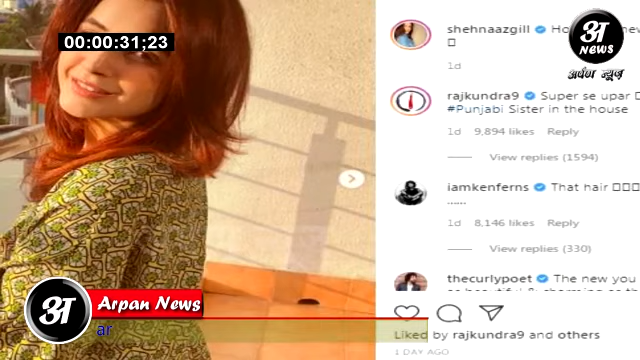 00:00:31;23
अ
NEWS
अर्पण न्यूज़
shehnaazgill
1d
rajkundra9 Super se upar
#Punjabi Sister in the house
1d 9,894 likes Reply
View replies (1594)
iamkenferns That hair
......
1d 8,146 likes Reply
View replies (330)
thecurlypoet The new you
Liked by rajkundra9 and others
1 DAY AGO
अ
Arpan News
ar